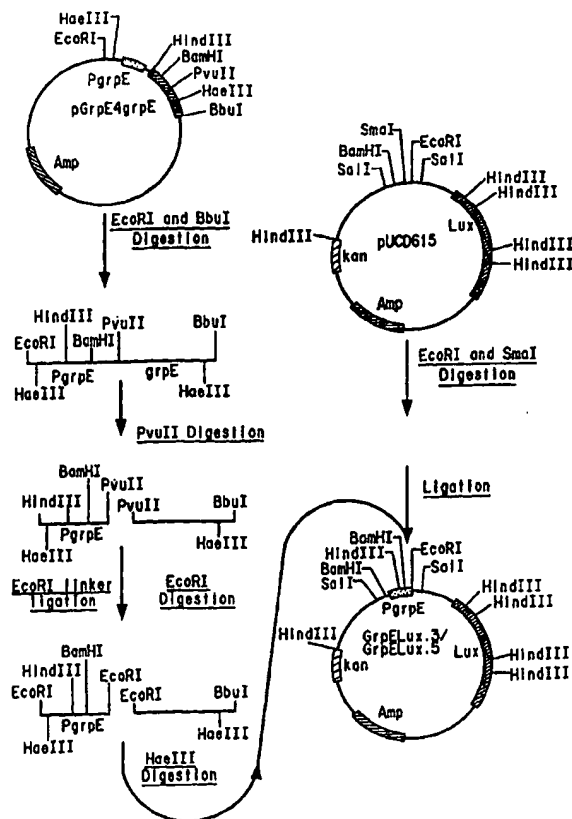 HaeIII
EcoRI
HindIII
BamHI
PvuII
HaeIII
BbuI
PgrpE
pGrpE4grpE
Amp
EcoRI and BbuI
Digestion
HindIII
PvuII
BbuI
EcoRI
BamHI
PgrpE
grpE
HaeIII
HaeIII
PvuII Digestion
BamHI
PvuII
HindIII
PvuII
BbuI
PgrpE
HaeIII
HaeIII
EcoRI linker
ligation
EcoRI
Digestion
BamHI
HindIII
EcoRI
EcoRI
EcoRI
BbuI
PgrpE
HaeIII
HaeIII
HaeIII
Digestion
SmaI
EcoRI
BamHI
SalI
SalI
HindIII
HindIII
Lux
HindIII
pUCD615
kan
HindIII
HindIII
Amp
EcoRI and SmaI
Digestion
Ligation
BamHI
HindIII
EcoRI
BamHI
SalI
SalI
PgrpE
HindIII
HindIII
HindIII
GrpELux.3/
GrpELux.5
Lux
kan
HindIII
HindIII
Amp